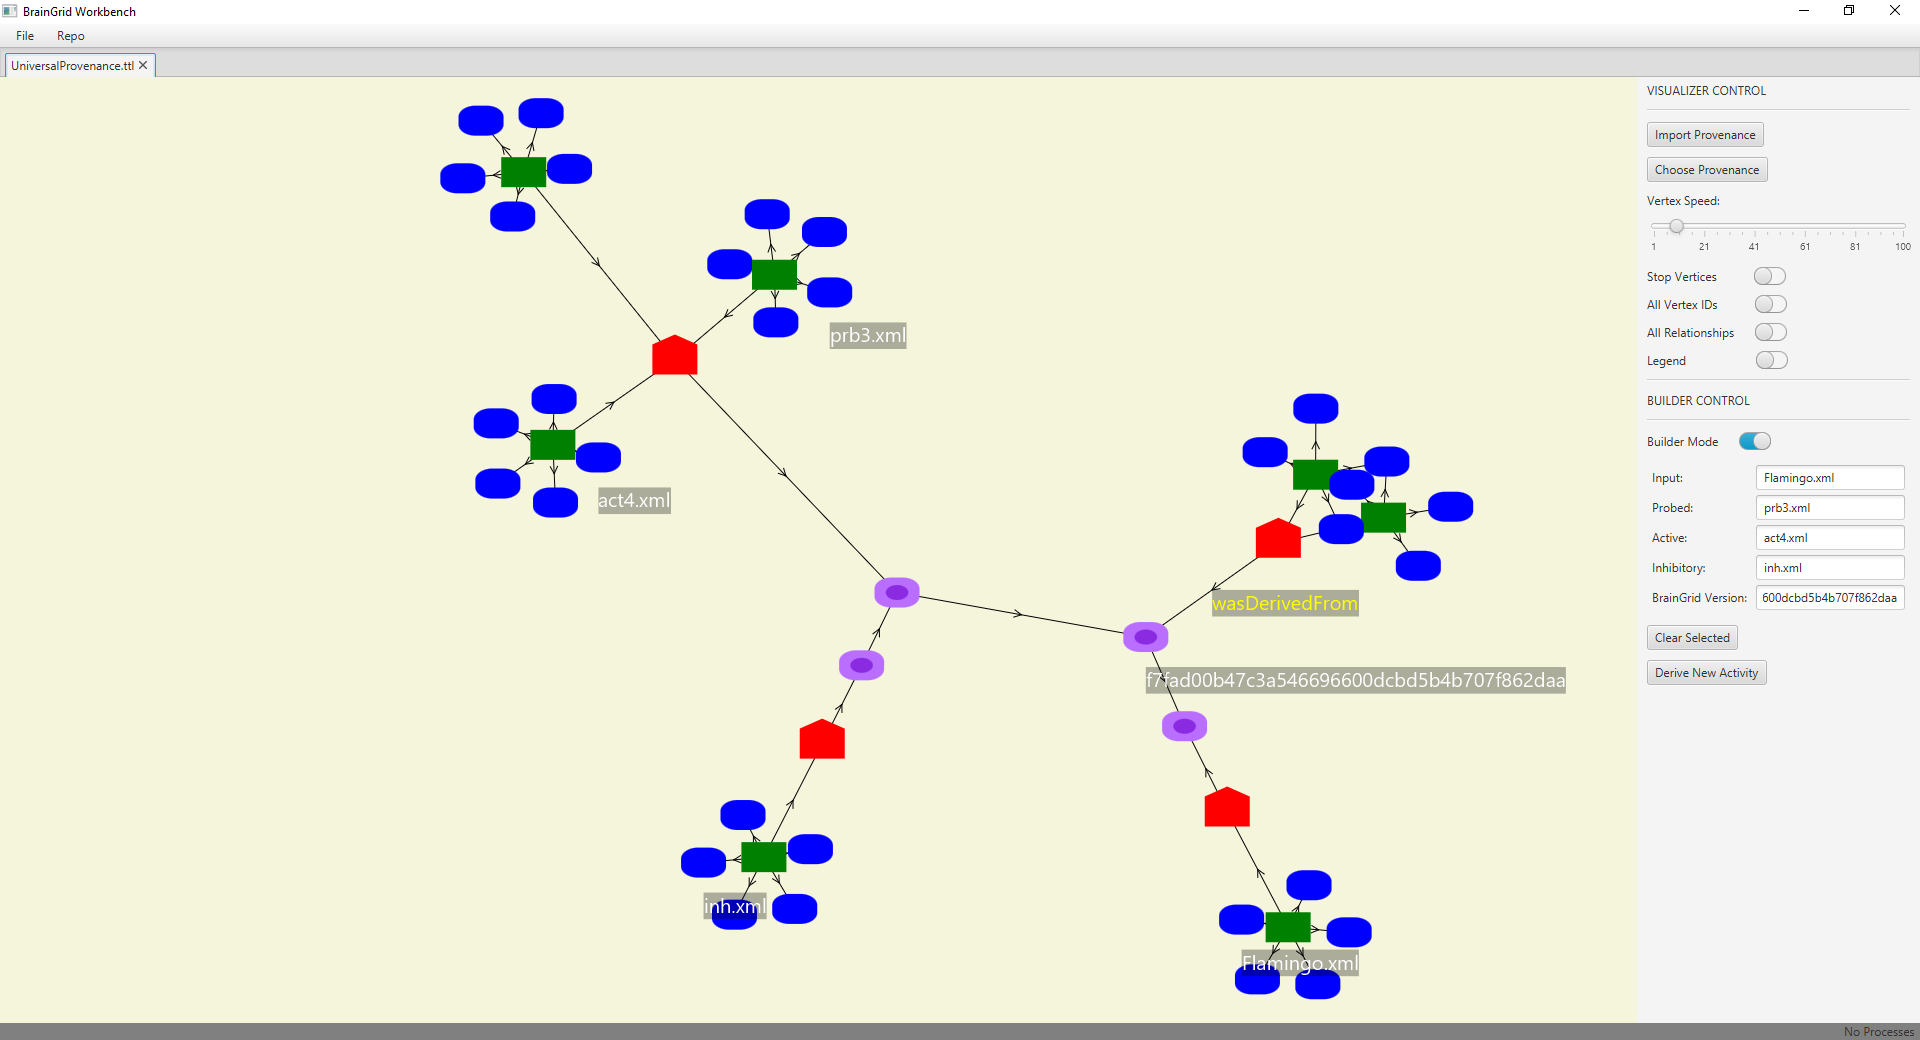 BrainGrid Workbench
File Repo
UniversalProvenance.ttl
prb3.xml
act4.xml
wasDerivedFrom
f7fad00b47c3a546696600dcbd5b4b707f862daa
inh.xml
Flamingo.xml
VISUALIZER CONTROL
Import Provenance
Choose Provenance
Vertex Speed:
1 21 41 61 81 100
Stop Vertices
All Vertex IDs
All Relationships
Legend
BUILDER CONTROL
Builder Mode
Input: Flamingo.xml
Probed: prb3.xml
Active: act4.xml
Inhibitory: inh.xml
BrainGrid Version: 600dcbd5b4b707f862daa
Clear Selected
Derive New Activity
No Processes